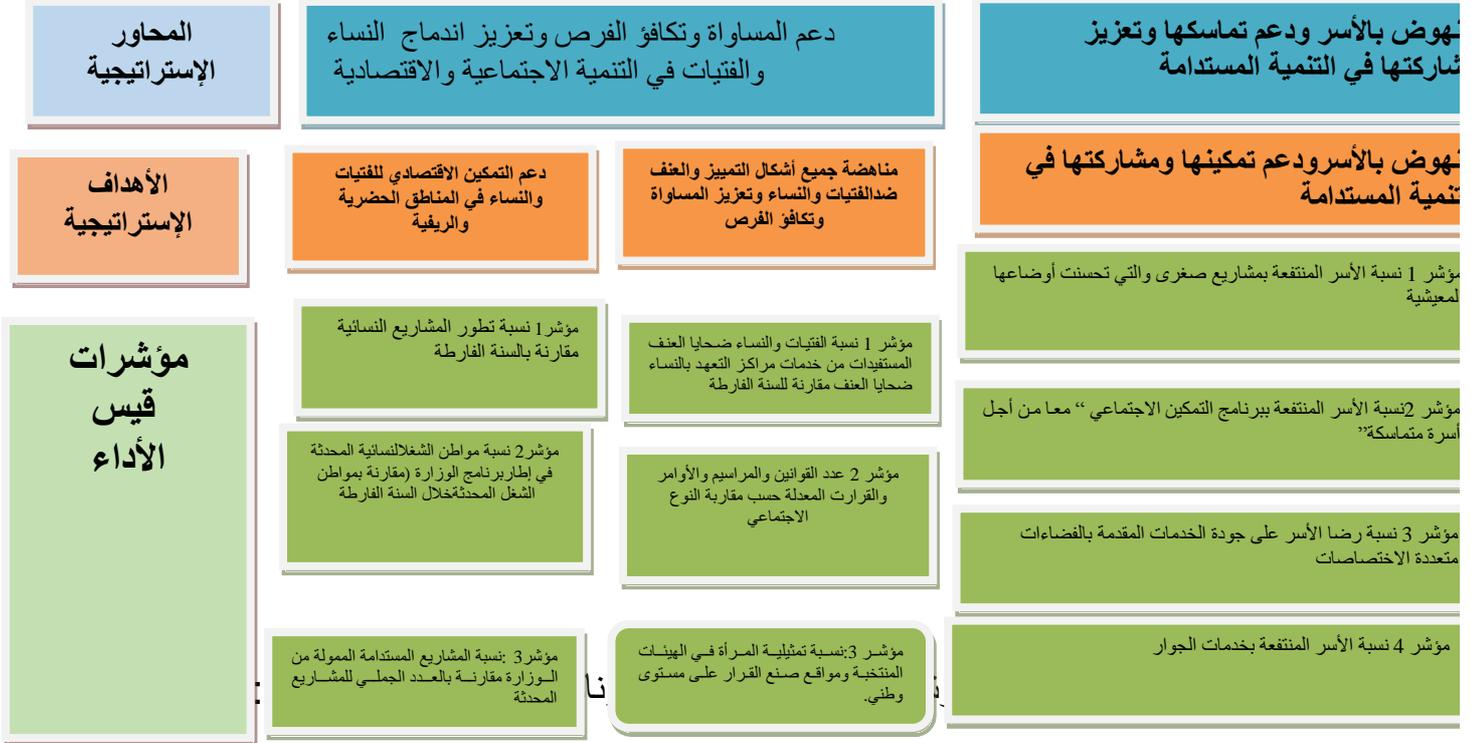 نهوض بالأسر ودعم تماسكها وتعزيز
شاركتها في التنمية المستدامة
دعم المساواة وتكافؤ الفرص وتعزيز اندماج النساء
والفتيات في التنمية الاجتماعية والاقتصادية
المحاور
الإستراتيجية
نهوض بالأسرودعم تمكينها ومشاركتها في
تنمية المستدامة
مناهضة جميع أشكال التمييز والعنف
ضدالفتيات والنساء وتعزيز المساواة
وتكافؤ الفرص
دعم التمكين الاقتصادي للفتيات
والنساء في المناطق الحضرية
والريفية
الأهداف
الإستراتيجية
مؤشر 1 نسبة الأسر المنتفعة بمشاريع صغرى والتي تحسنت أوضاعها
لمعيشية
مؤشر 2نسبة الأسر المنتفعة ببرنامج التمكين الاجتماعي “ معا من أجل
أسرة متماسكة”
مؤشر 3 نسبة رضا الأسر على جودة الخدمات المقدمة بالفضاءات
متعددة الاختصاصات
مؤشر 4 نسبة الأسر المنتفعة بخدمات الجوار
مؤشر 1 نسبة الفتيات والنساء ضحايا العنف
المستفيدات من خدمات مراكز التعهد بالنساء
ضحايا العنف مقارنة للسنة الفارطة
مؤشر 2 عدد القوانين والمراسيم والأوامر
والقرارت المعدلة حسب مقاربة النوع
الاجتماعي
مؤشر 3:نسبة تمثيلية المرأة في الهيئات
المنتخبة ومواقع صنع القرار على مستوى
وطني.
مؤشر1 نسبة تطور المشاريع النسائية
مقارنة بالسنة الفارطة
مؤشر2 نسبة مواطن الشغلالنسائية المحدثة
في إطاربرنامج الوزارة (مقارنة بمواطن
الشغل المحدثةخلال السنة الفارطة
مؤشر3 :نسبة المشاريع المستدامة الممولة من
الوزارة مقارنة بالعدد الجملي للمشاريع
المحدثة
مؤشرات
قيس
الأداء